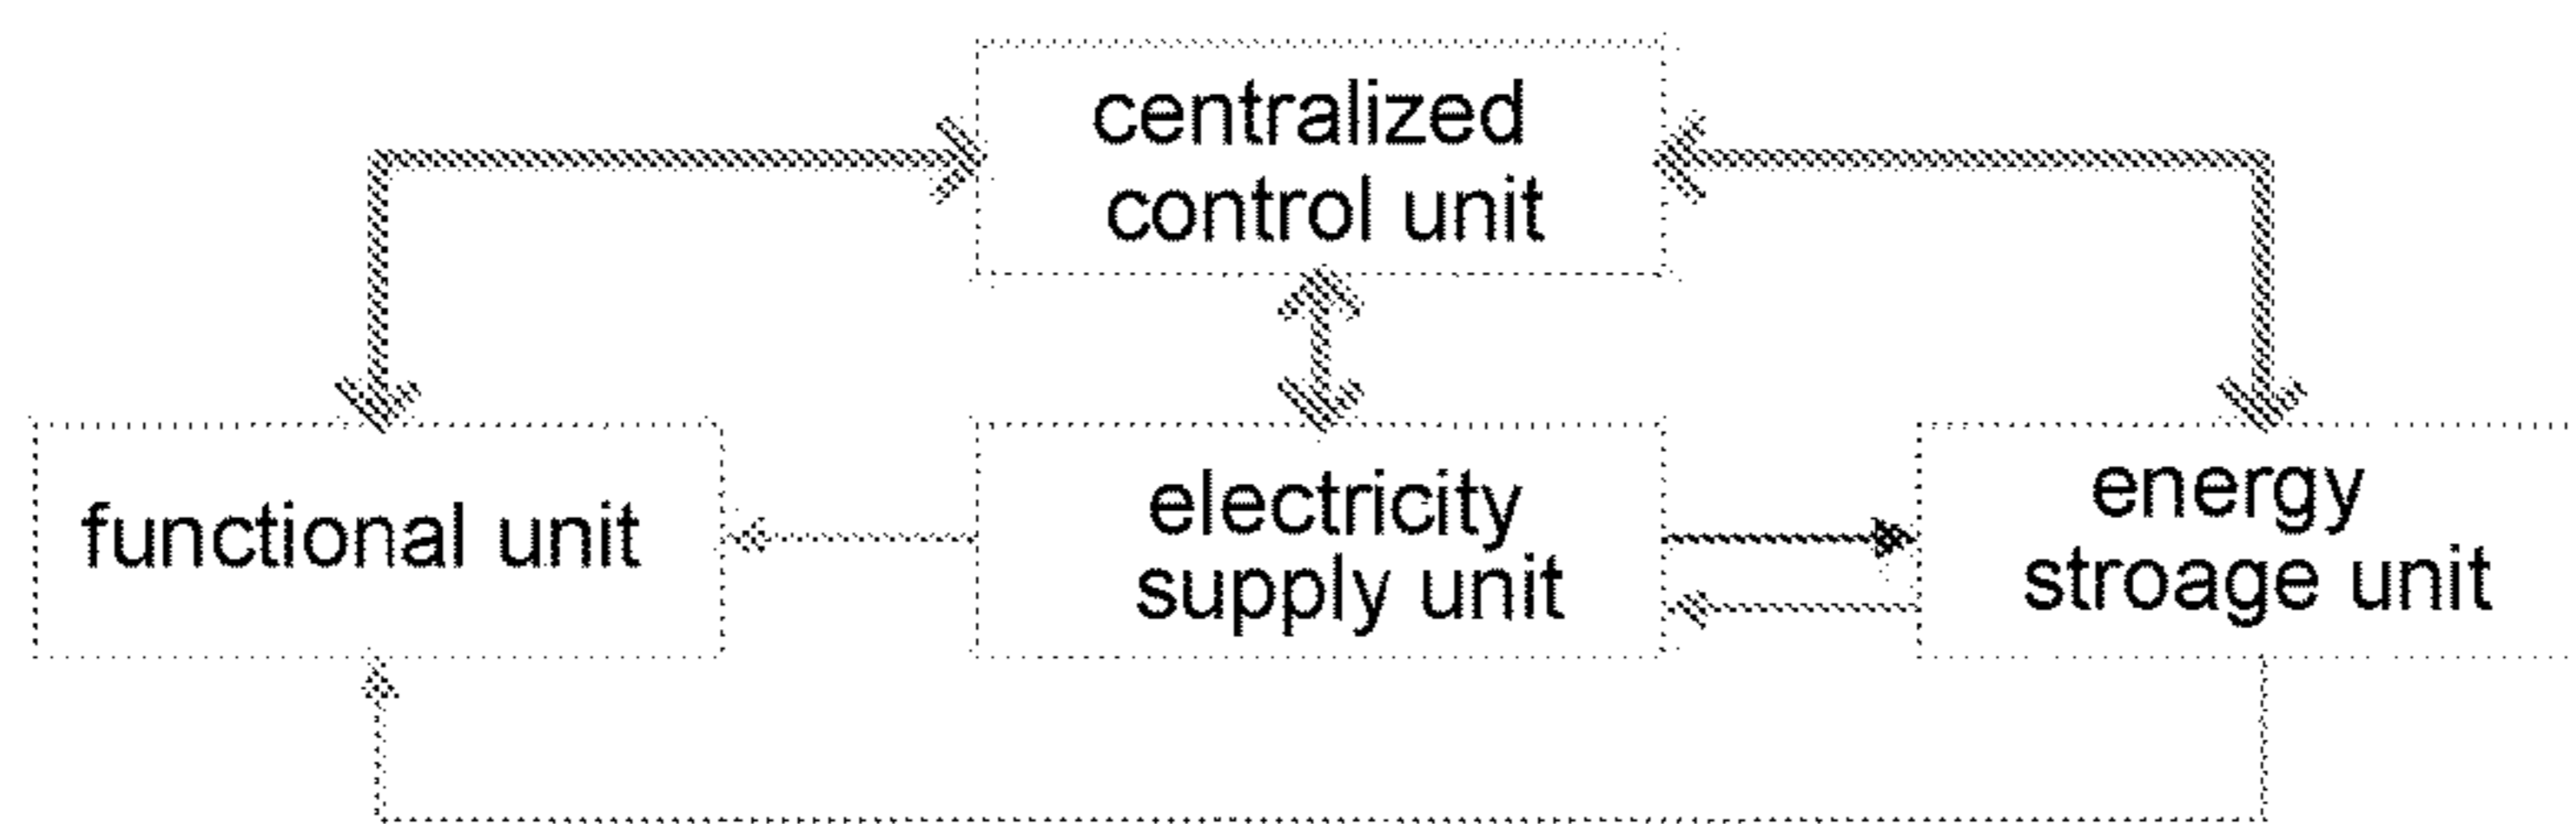 centralized
control unit
functional unit
electricity
supply unit
energy
stroage unit